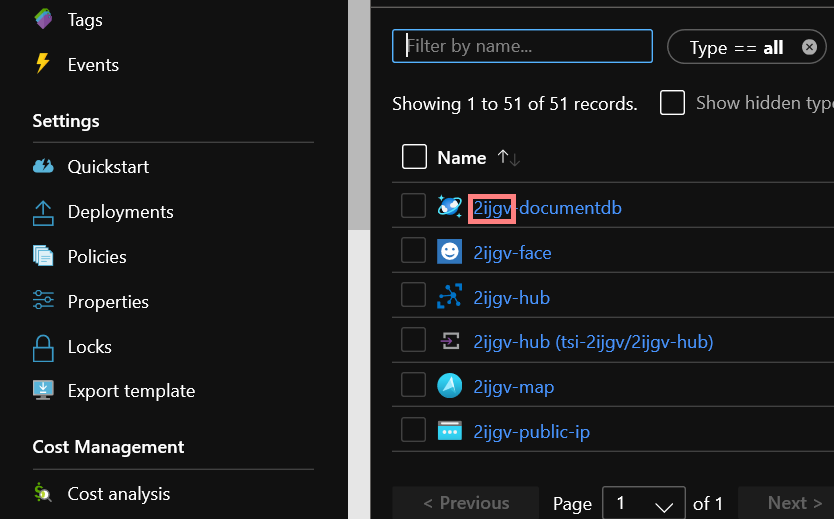 Tags
Events
Settings
Quickstart
Deployments
Policies
Properties
Locks
Export template
Cost Management
Cost analysis
Filter by name...
Type == all
Showing 1 to 51 of 51 records.
Show hidden type
Name ↑↓
2ijgv-documentdb
2ijgv-face
2ijgv-hub
2ijgv-hub (tsi-2ijgv/2ijgv-hub)
2ijgv-map
2ijgv-public-ip
< Previous Page 1 of 1 Next >